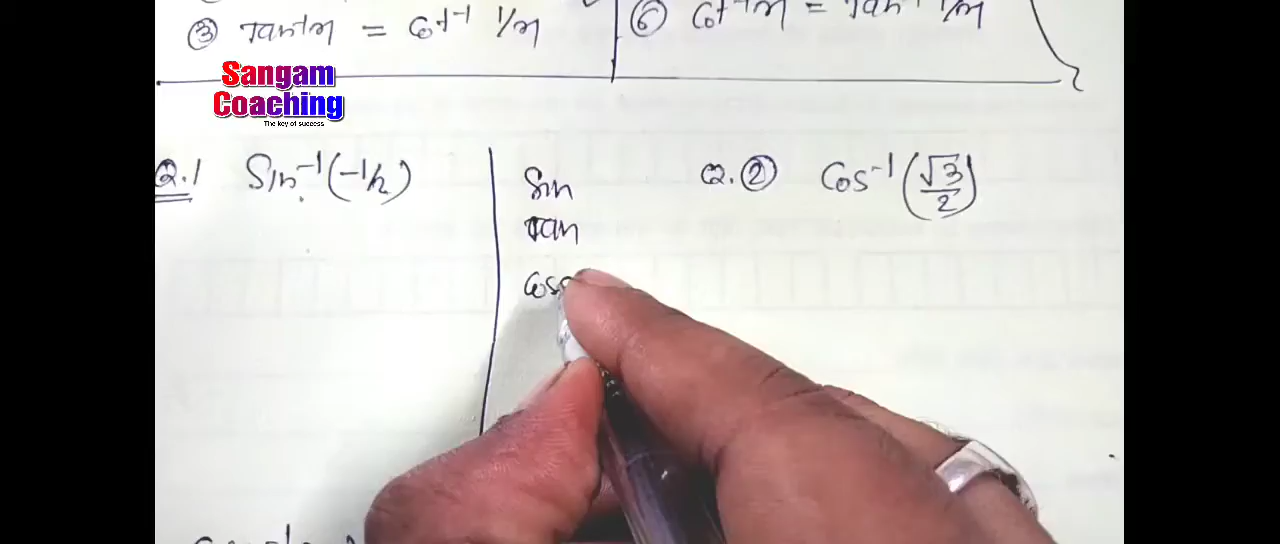 ③ Tan⁻¹x = Cot⁻¹ 1/x
⑥ Cot⁻¹x = Tan⁻¹ 1/x
Sangam
Coaching
The key of success
Q.1 Sin⁻¹(-1/2)
Sin
Tan
Q.② Cos⁻¹(√3/2)